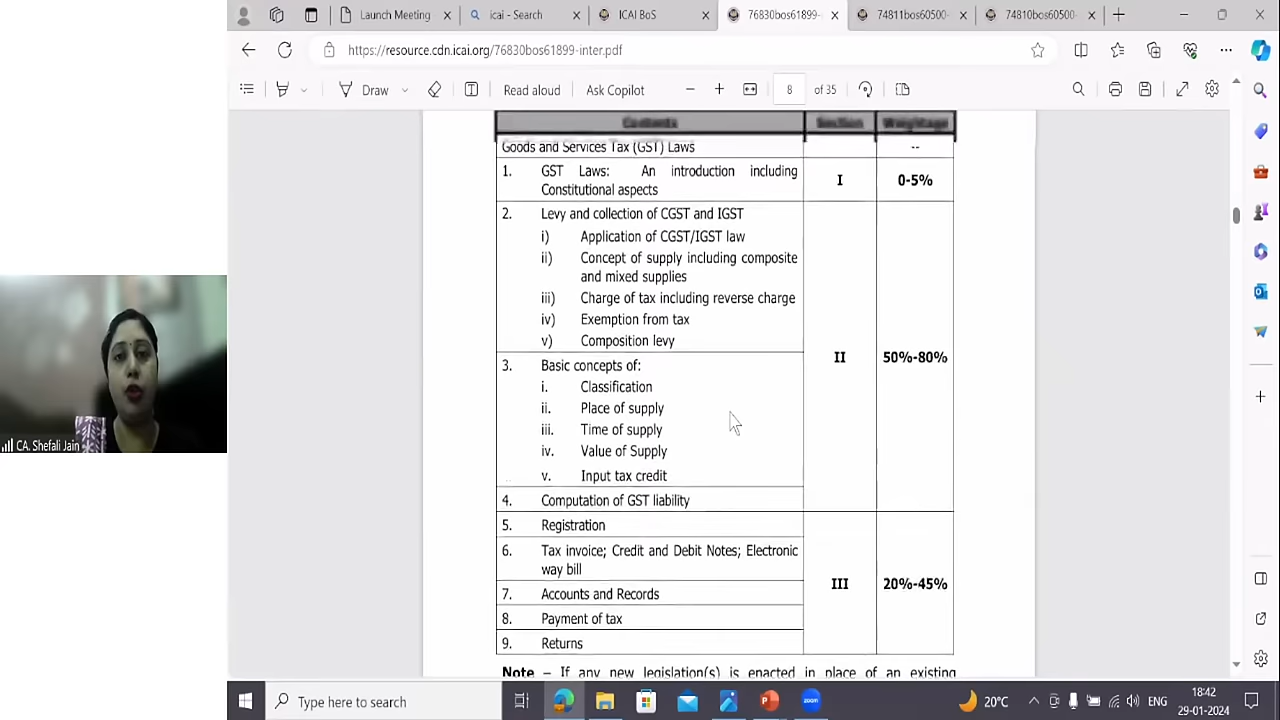 Launch Meeting
icai - Search
ICAI BoS
76830bos61899-
74811bos60500-
74810bos60500-
https://resource.cdn.icai.org/76830bos61899-inter.pdf
Draw
Read aloud
Ask Copilot
8
of 35
Contents Section Weightage
Goods and Services Tax (GST) Laws --
1. GST Laws: An introduction including
Constitutional aspects
I
0-5%
2. Levy and collection of CGST and IGST
i) Application of CGST/IGST law
ii) Concept of supply including composite
and mixed supplies
iii) Charge of tax including reverse charge
iv) Exemption from tax
v) Composition levy
II
50%-80%
3. Basic concepts of:
i. Classification
ii. Place of supply
iii. Time of supply
iv. Value of Supply
v. Input tax credit
4. Computation of GST liability
5. Registration
6. Tax invoice; Credit and Debit Notes; Electronic
way bill
III
20%-45%
7. Accounts and Records
8. Payment of tax
9. Returns
Note – If any new legislation(s) is enacted in place of an existing
CA. Shefali Jain
Type here to search
zoom
20°C
ENG
18:42
29-01-2024